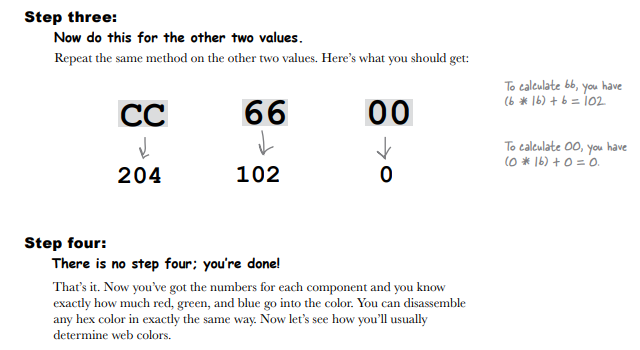 Step three:
Now do this for the other two values.
Repeat the same method on the other two values. Here's what you should get:
CC 66 00
204 102 0
To calculate 66, you have
(6 * 16) + 6 = 102.
To calculate 00, you have
(0 * 16) + 0 = 0.
Step four:
There is no step four; you're done!
That's it. Now you've got the numbers for each component and you know
exactly how much red, green, and blue go into the color. You can disassemble
any hex color in exactly the same way. Now let's see how you'll usually
determine web colors.